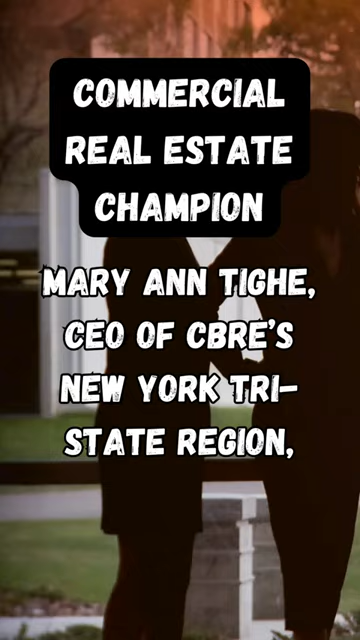 COMMERCIAL
REAL ESTATE
CHAMPION
MARY ANN TIGHE,
CEO OF CBRE'S
NEW YORK TRI-
STATE REGION,